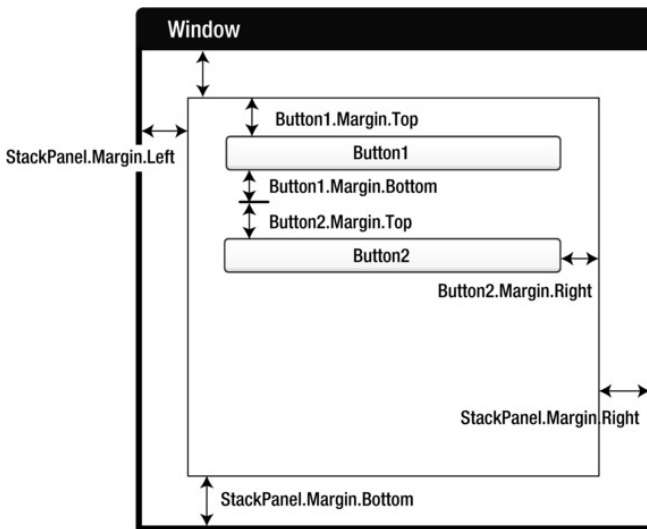 Window
Button1.Margin.Top
StackPanel.Margin.Left
Button1
Button1.Margin.Bottom
Button2.Margin.Top
Button2
Button2.Margin.Right
StackPanel.Margin.Right
StackPanel.Margin.Bottom